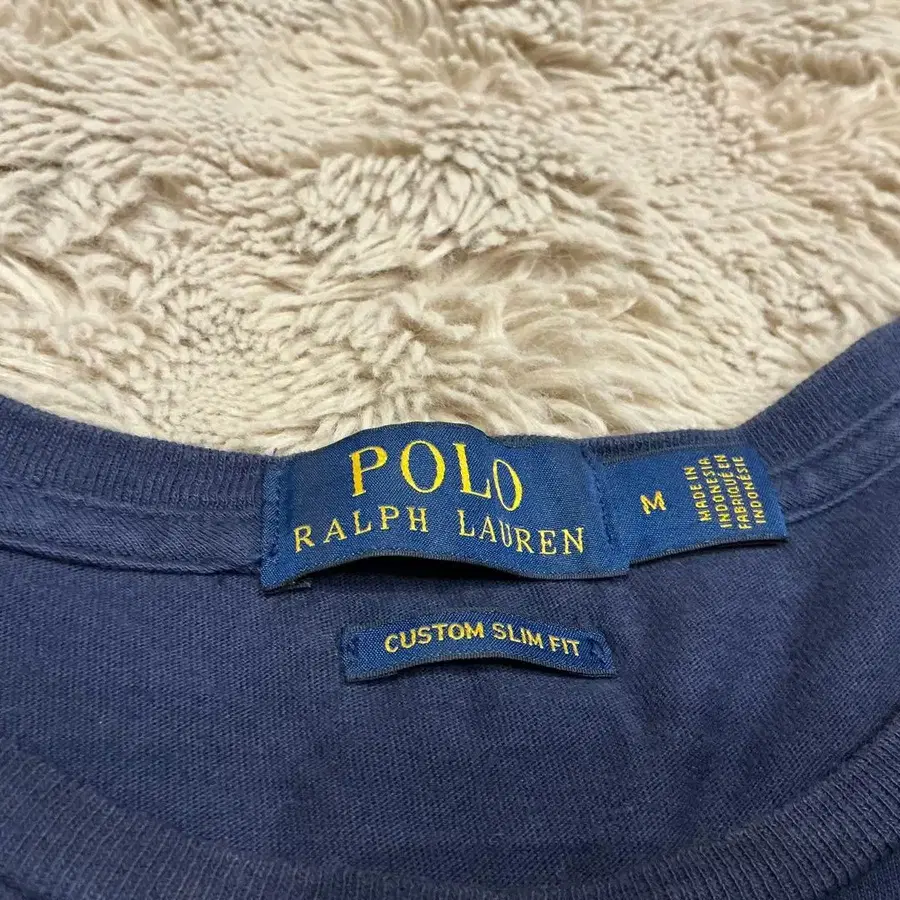 POLO
RALPH LAUREN
M
MADE IN
INDONESIA
FABRIQUÉ EN
INDONÉSIE
CUSTOM SLIM FIT